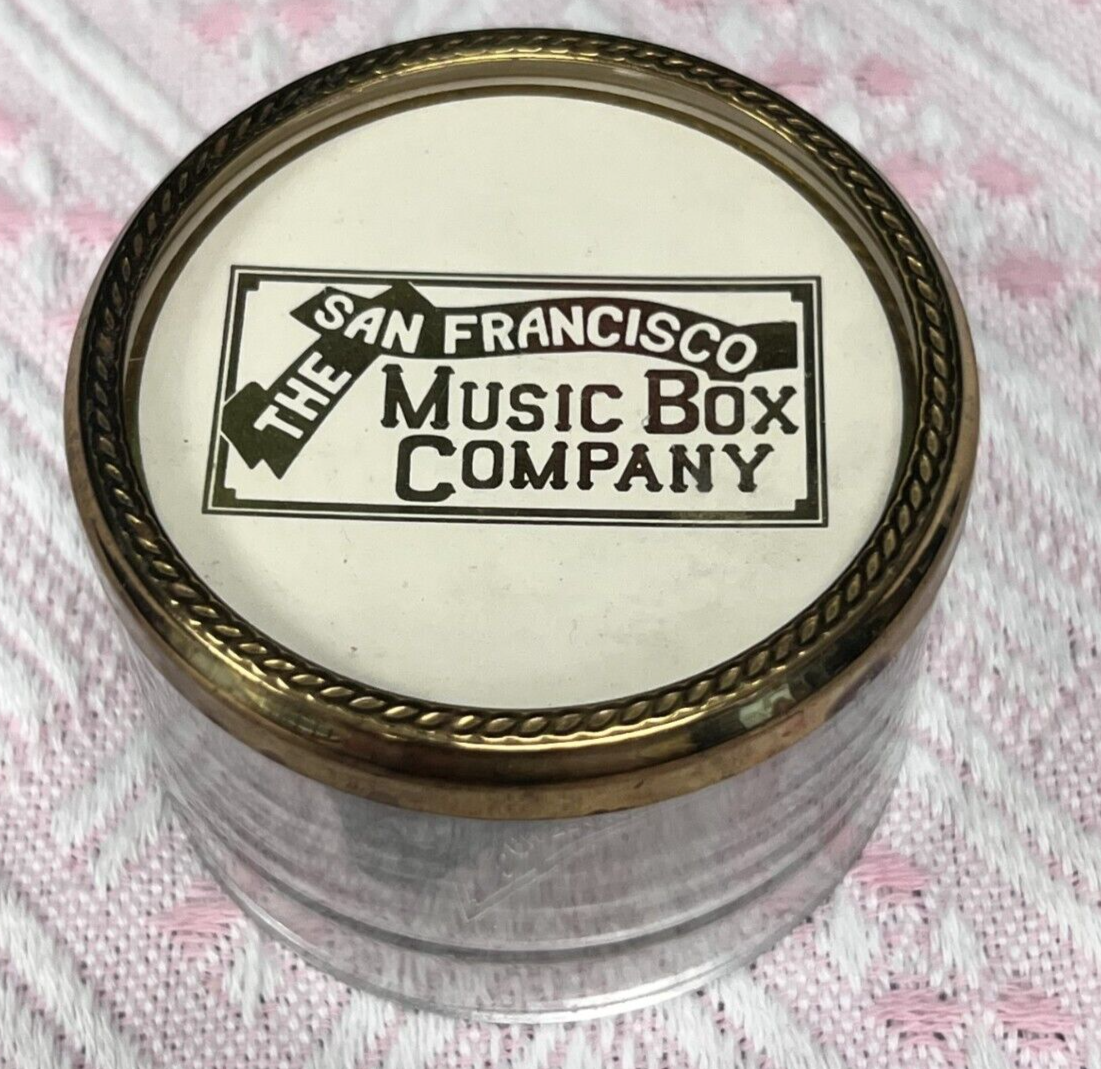 THE SAN FRANCISCO
MUSIC BOX
COMPANY